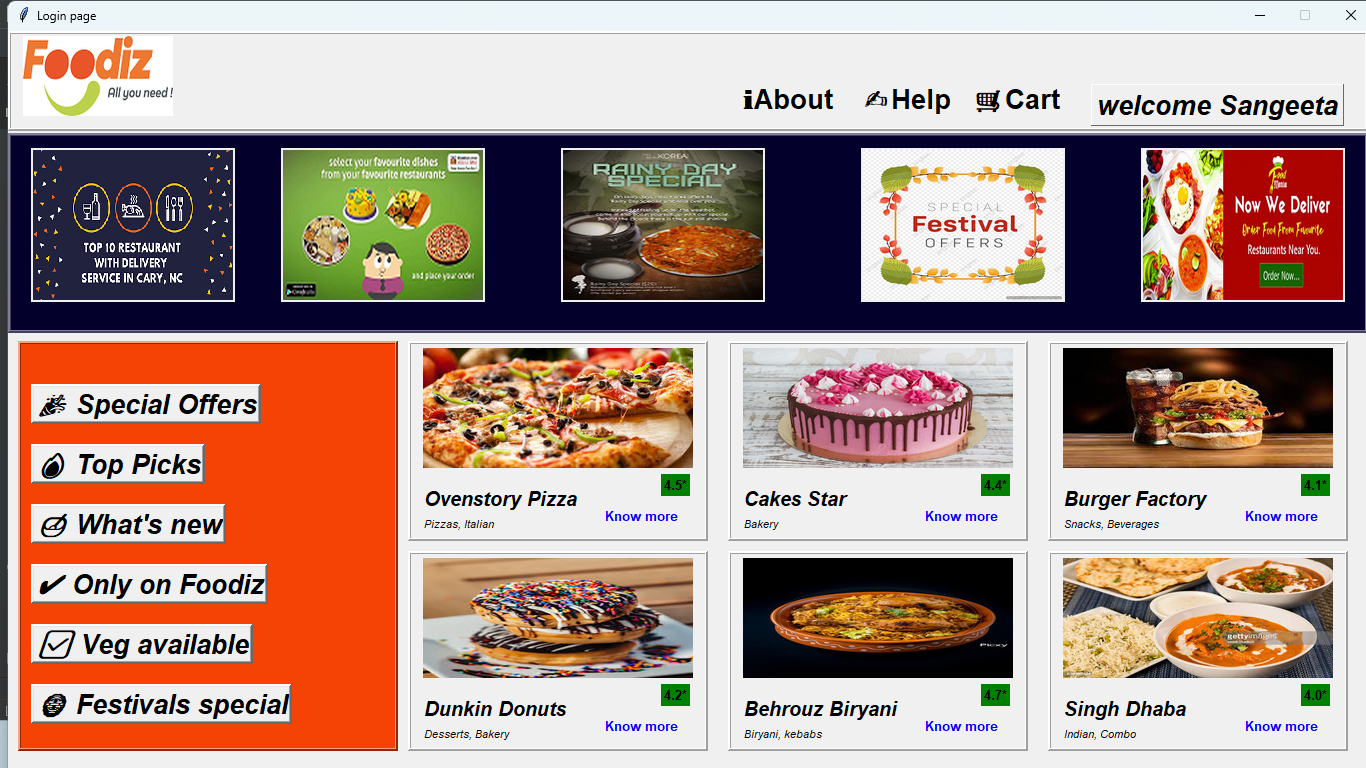 Login page
Foodiz
All you need !
ℹAbout
✍Help
🛒Cart
welcome Sangeeta
TOP 10 RESTAURANT
WITH DELIVERY
SERVICE IN CARY, NC
select your favourite dishes
from your favourite restaurants
and place your order
KOREA
RAINY DAY
SPECIAL
SPECIAL
Festival
OFFERS
Food
Now We Deliver
Order Food From Favourite
Restaurants Near You.
Order Now...
Special Offers
Top Picks
What's new
✔ Only on Foodiz
☑ Veg available
Festivals special
4.5*
Ovenstory Pizza
Know more
Pizzas, Italian
4.4*
Cakes Star
Know more
Bakery
4.1*
Burger Factory
Know more
Snacks, Beverages
4.2*
Dunkin Donuts
Know more
Desserts, Bakery
Picxy
4.7*
Behrouz Biryani
Know more
Biryani, kebabs
gettyimages
4.0*
Singh Dhaba
Know more
Indian, Combo